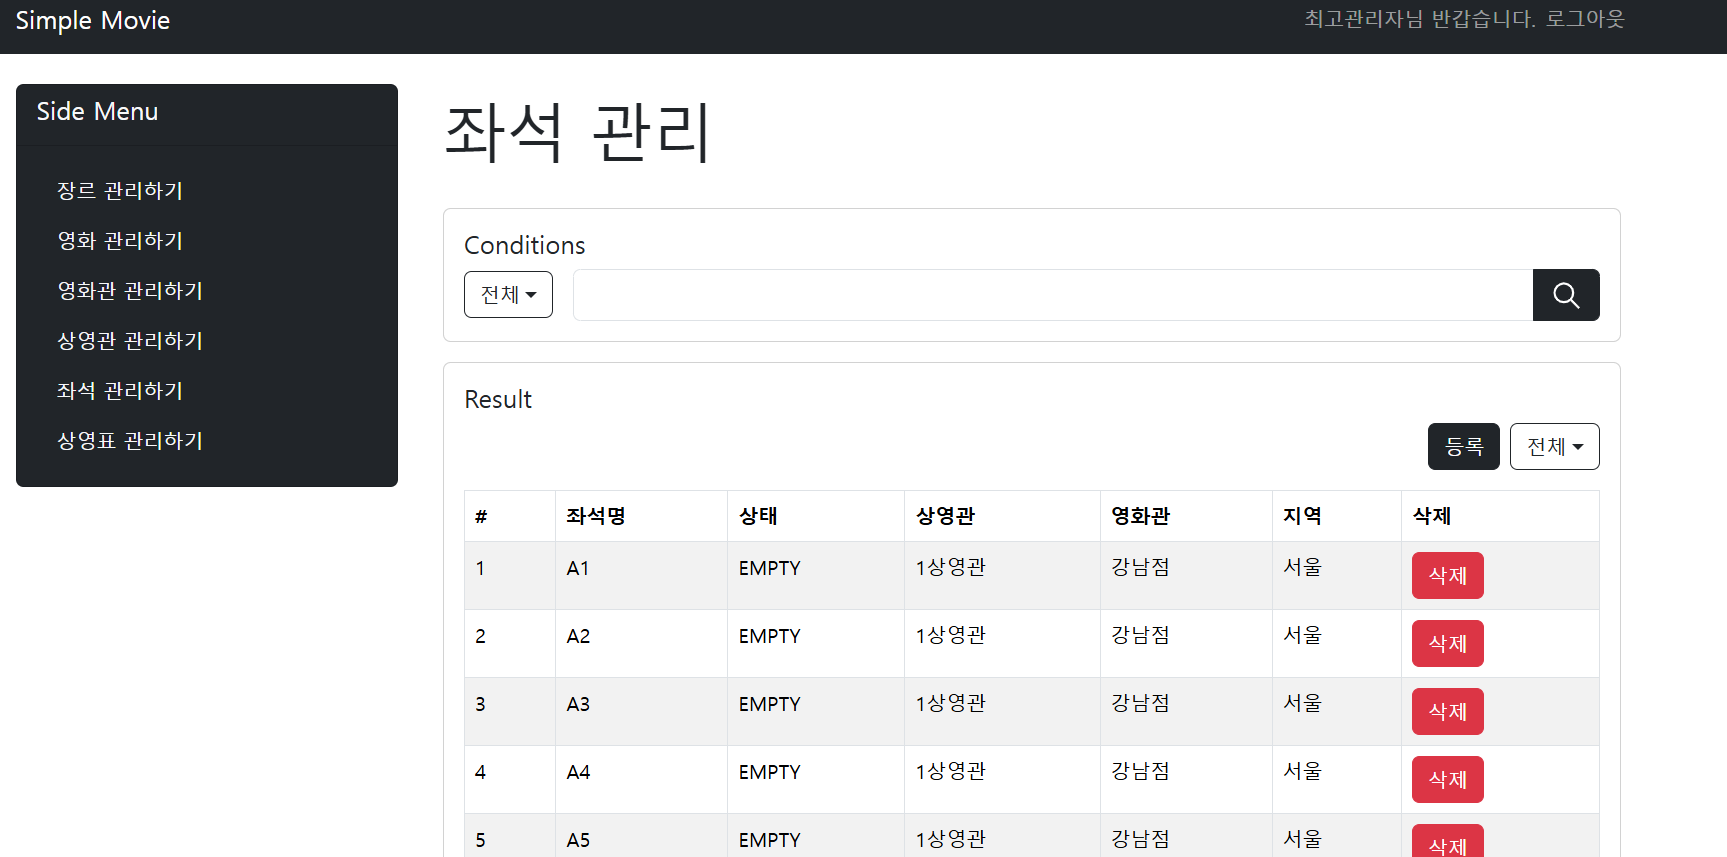 Simple Movie
최고관리자님 반갑습니다. 로그아웃
Side Menu
장르 관리하기
영화 관리하기
영화관 관리하기
상영관 관리하기
좌석 관리하기
상영표 관리하기
좌석 관리
Conditions
전체
Result
등록 전체
# 좌석명 상태 상영관 영화관 지역 삭제
1 A1 EMPTY 1상영관 강남점 서울 삭제
2 A2 EMPTY 1상영관 강남점 서울 삭제
3 A3 EMPTY 1상영관 강남점 서울 삭제
4 A4 EMPTY 1상영관 강남점 서울 삭제
5 A5 EMPTY 1상영관 강남점 서울 삭제